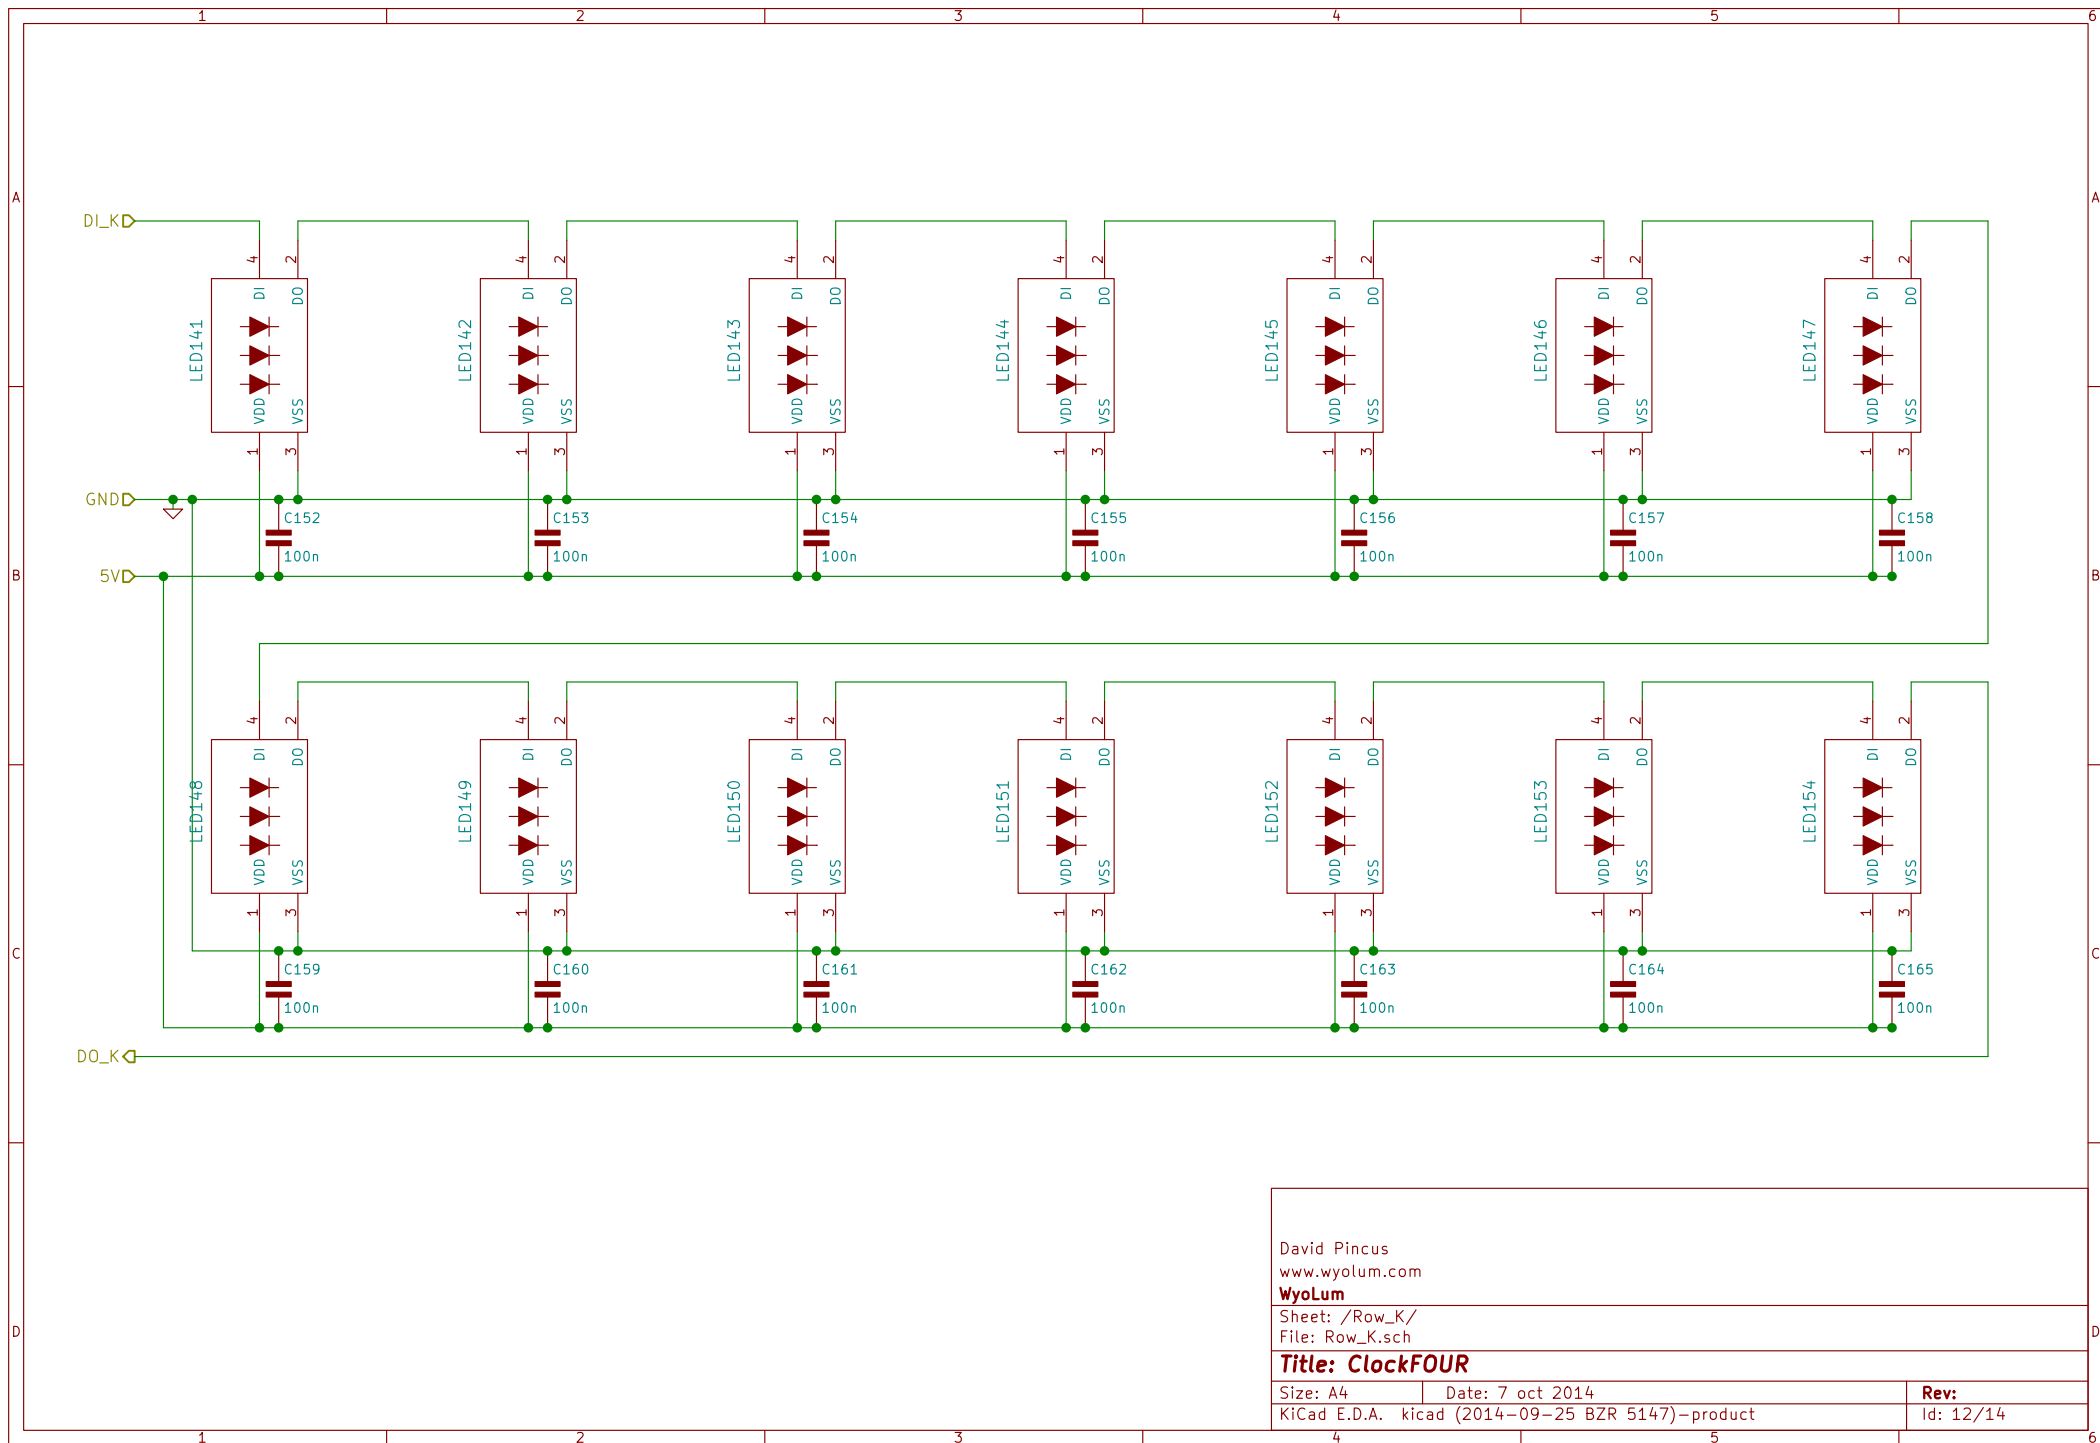 1 2 3 4 5 6
A A
DI_K
4 2 4 2 4 2 4 2 4 2 4 2 4 2
DI DO DI DO DI DO DI DO DI DO DI DO DI DO
LED141 LED142 LED143 LED144 LED145 LED146 LED147
VDD VSS VDD VSS VDD VSS VDD VSS VDD VSS VDD VSS VDD VSS
1 3 1 3 1 3 1 3 1 3 1 3 1 3
GND
C152 C153 C154 C155 C156 C157 C158
100n 100n 100n 100n 100n 100n 100n
5V
B B
4 2 4 2 4 2 4 2 4 2 4 2 4 2
DI DO DI DO DI DO DI DO DI DO DI DO DI DO
LED148 LED149 LED150 LED151 LED152 LED153 LED154
VDD VSS VDD VSS VDD VSS VDD VSS VDD VSS VDD VSS VDD VSS
1 3 1 3 1 3 1 3 1 3 1 3 1 3
C C
C159 C160 C161 C162 C163 C164 C165
100n 100n 100n 100n 100n 100n 100n
DO_K
David Pincus
www.wyolum.com
WyoLum
Sheet: /Row_K/
File: Row_K.sch
D D
Title: ClockFOUR
Size: A4 Date: 7 oct 2014 Rev:
KiCad E.D.A. kicad (2014-09-25 BZR 5147)-product Id: 12/14
1 2 3 4 5 6